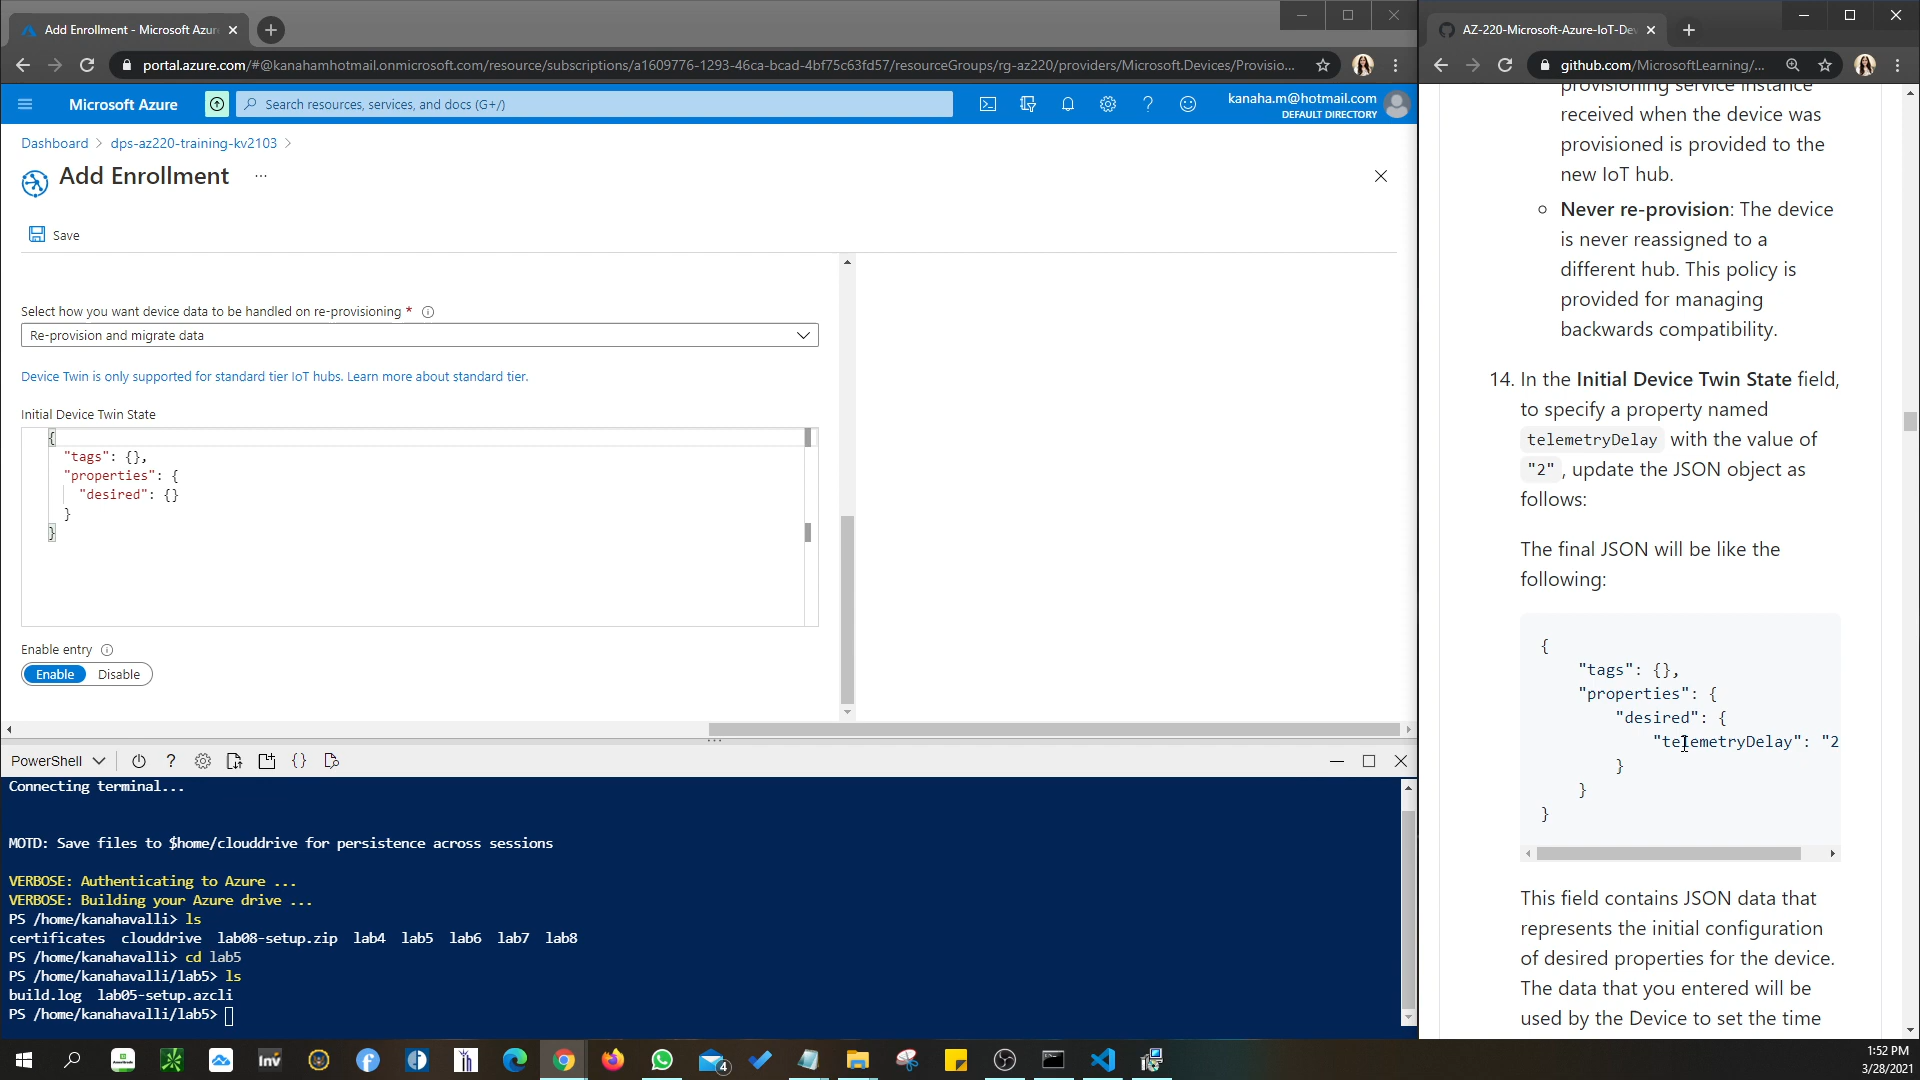 Add Enrollment - Microsoft Azur
portal.azure.com/#@kanahamhotmail.onmicrosoft.com/resource/subscriptions/a1609776-1293-46ca-bcad-4bf75c63fd57/resourceGroups/rg-az220/providers/Microsoft.Devices/Provisio...
Microsoft Azure
Search resources, services, and docs (G+/)
kanaha.m@hotmail.com
DEFAULT DIRECTORY
Dashboard > dps-az220-training-kv2103 >
Add Enrollment ...
Save
Select how you want device data to be handled on re-provisioning *
Re-provision and migrate data
Device Twin is only supported for standard tier IoT hubs. Learn more about standard tier.
Initial Device Twin State
{
"tags": {},
"properties": {
"desired": {}
}
}
Enable entry
Enable Disable
PowerShell
Connecting terminal...
MOTD: Save files to $home/clouddrive for persistence across sessions
VERBOSE: Authenticating to Azure ...
VERBOSE: Building your Azure drive ...
PS /home/kanahavalli> ls
certificates clouddrive lab08-setup.zip lab4 lab5 lab6 lab7 lab8
PS /home/kanahavalli> cd lab5
PS /home/kanahavalli/lab5> ls
build.log lab05-setup.azcli
PS /home/kanahavalli/lab5>
AZ-220-Microsoft-Azure-IoT-De
github.com/MicrosoftLearning/...
provisioning service instance
received when the device was
provisioned is provided to the
new IoT hub.
Never re-provision: The device
is never reassigned to a
different hub. This policy is
provided for managing
backwards compatibility.
14. In the Initial Device Twin State field,
to specify a property named
telemetryDelay with the value of
"2", update the JSON object as
follows:
The final JSON will be like the
following:
{
"tags": {},
"properties": {
"desired": {
"telemetryDelay": "2
}
}
}
This field contains JSON data that
represents the initial configuration
of desired properties for the device.
The data that you entered will be
used by the Device to set the time
Inv
4
1:52 PM
3/28/2021